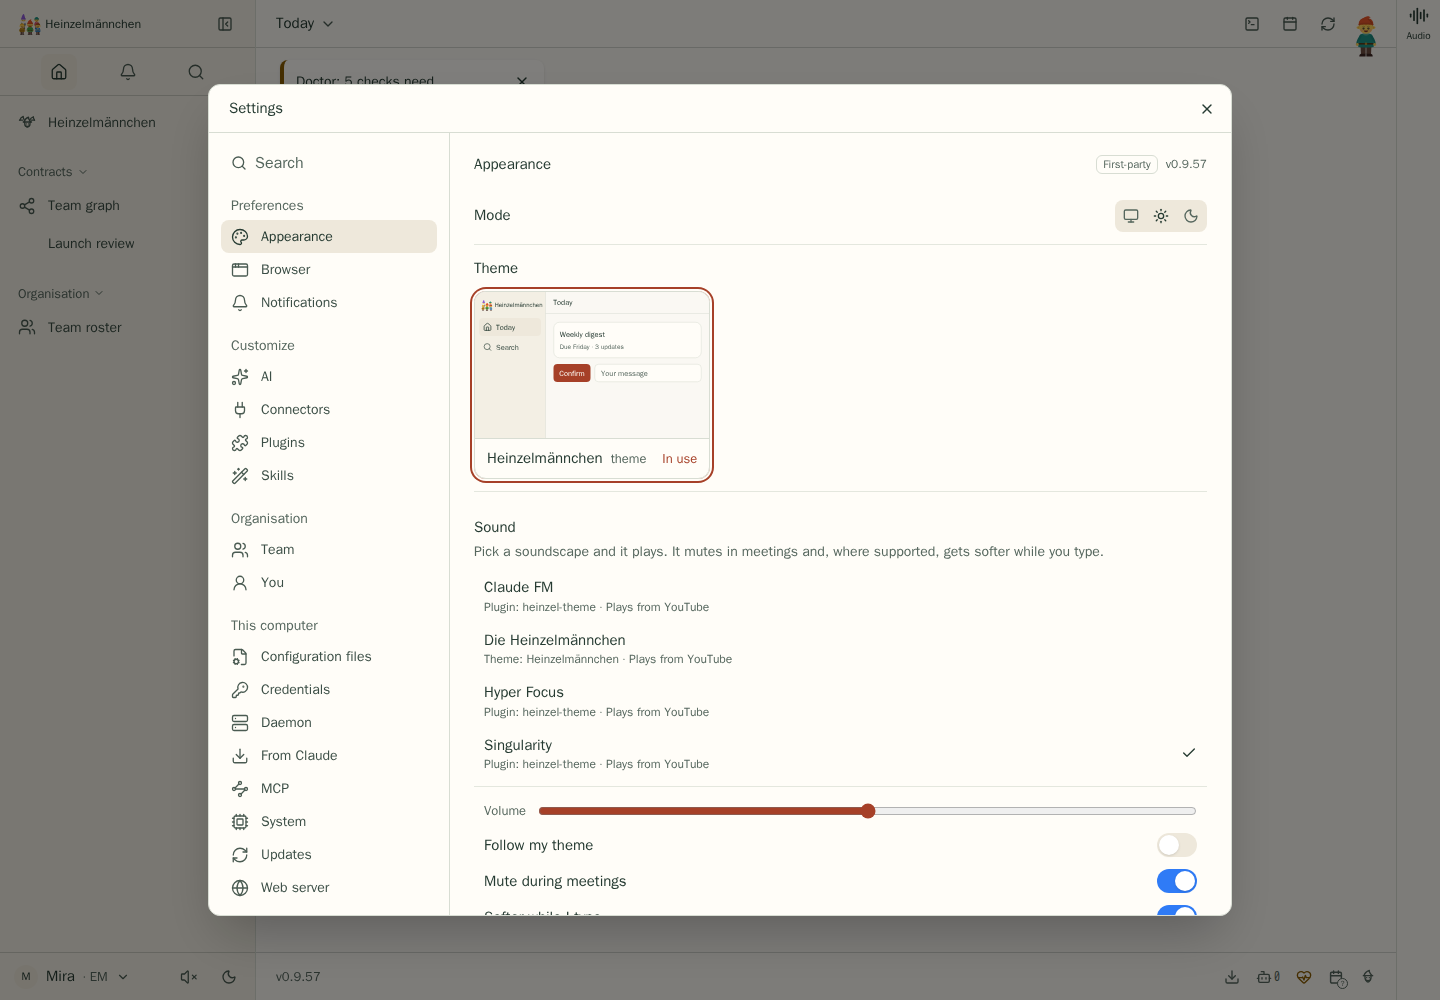 Heinzelmännchen
Today
Audio
Doctor: 5 checks need
Heinzelmännchen
Contracts
Team graph
Launch review
Organisation
Team roster
Settings
Search
Preferences
Appearance
Browser
Notifications
Customize
AI
Connectors
Plugins
Skills
Organisation
Team
You
This computer
Configuration files
Credentials
Daemon
From Claude
MCP
System
Updates
Web server
Appearance
First-party v0.9.57
Mode
Theme
Heinzelmännchen
Today
Search
Today
Weekly digest
Due Friday · 3 updates
Confirm
Your message
Heinzelmännchen theme In use
Sound
Pick a soundscape and it plays. It mutes in meetings and, where supported, gets softer while you type.
Claude FM
Plugin: heinzel-theme · Plays from YouTube
Die Heinzelmännchen
Theme: Heinzelmännchen · Plays from YouTube
Hyper Focus
Plugin: heinzel-theme · Plays from YouTube
Singularity
Plugin: heinzel-theme · Plays from YouTube
Volume
Follow my theme
Mute during meetings
Softer while I type
M Mira · EM
v0.9.57